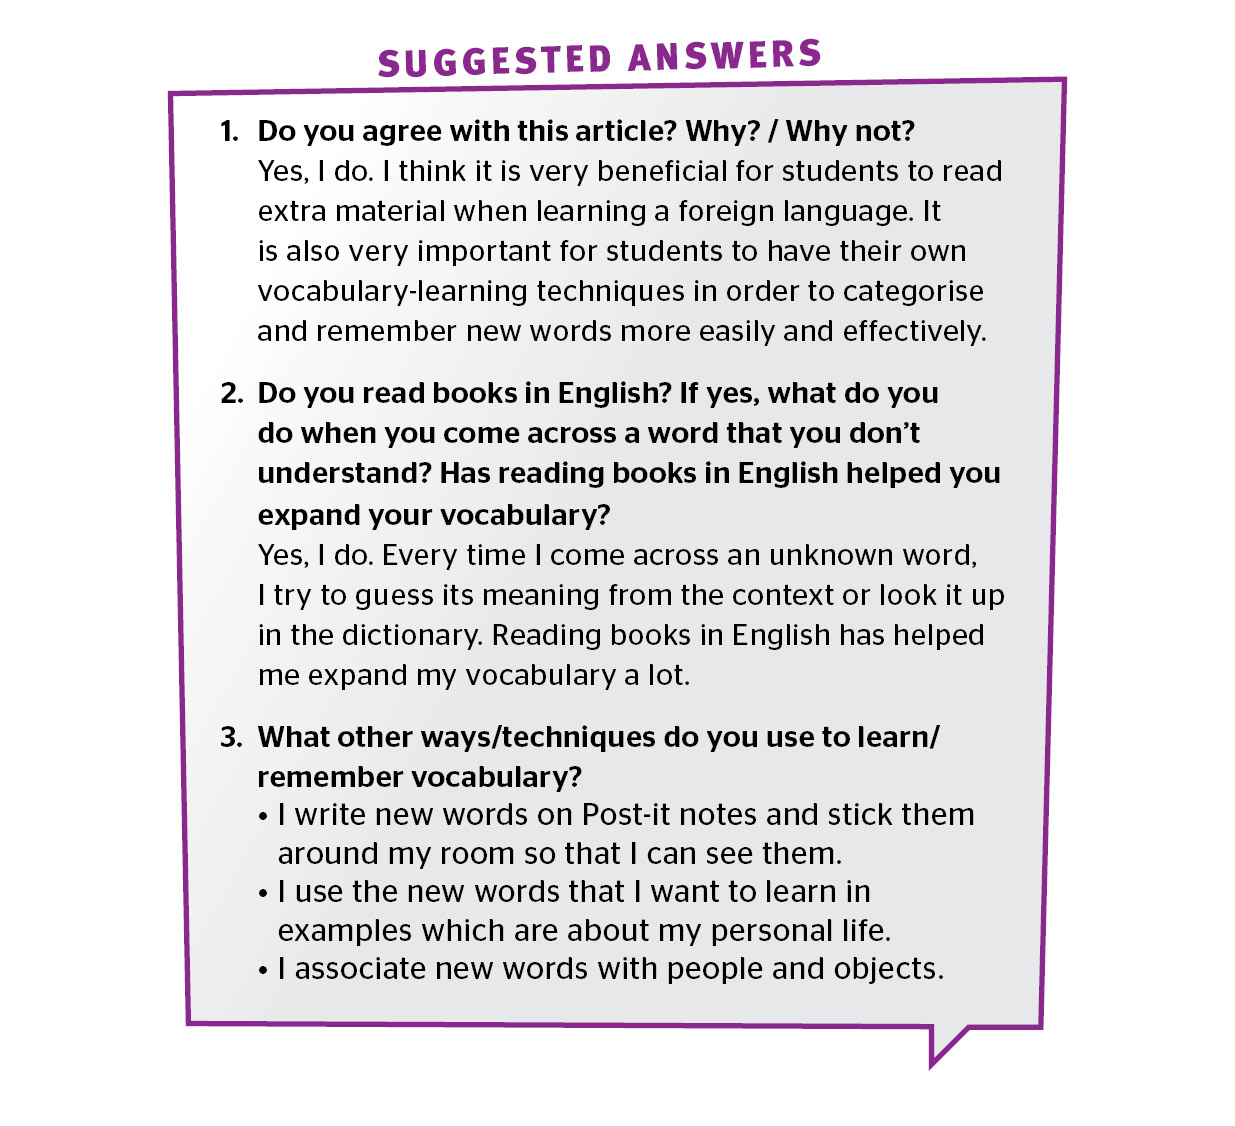 SUGGESTED ANSWERS
1. Do you agree with this article? Why? / Why not?
Yes, I do. I think it is very beneficial for students to read
extra material when learning a foreign language. It
is also very important for students to have their own
vocabulary-learning techniques in order to categorise
and remember new words more easily and effectively.
2. Do you read books in English? If yes, what do you
do when you come across a word that you don’t
understand? Has reading books in English helped you
expand your vocabulary?
Yes, I do. Every time I come across an unknown word,
I try to guess its meaning from the context or look it up
in the dictionary. Reading books in English has helped
me expand my vocabulary a lot.
3. What other ways/techniques do you use to learn/
remember vocabulary?
• I write new words on Post-it notes and stick them
around my room so that I can see them.
• I use the new words that I want to learn in
examples which are about my personal life.
• I associate new words with people and objects.